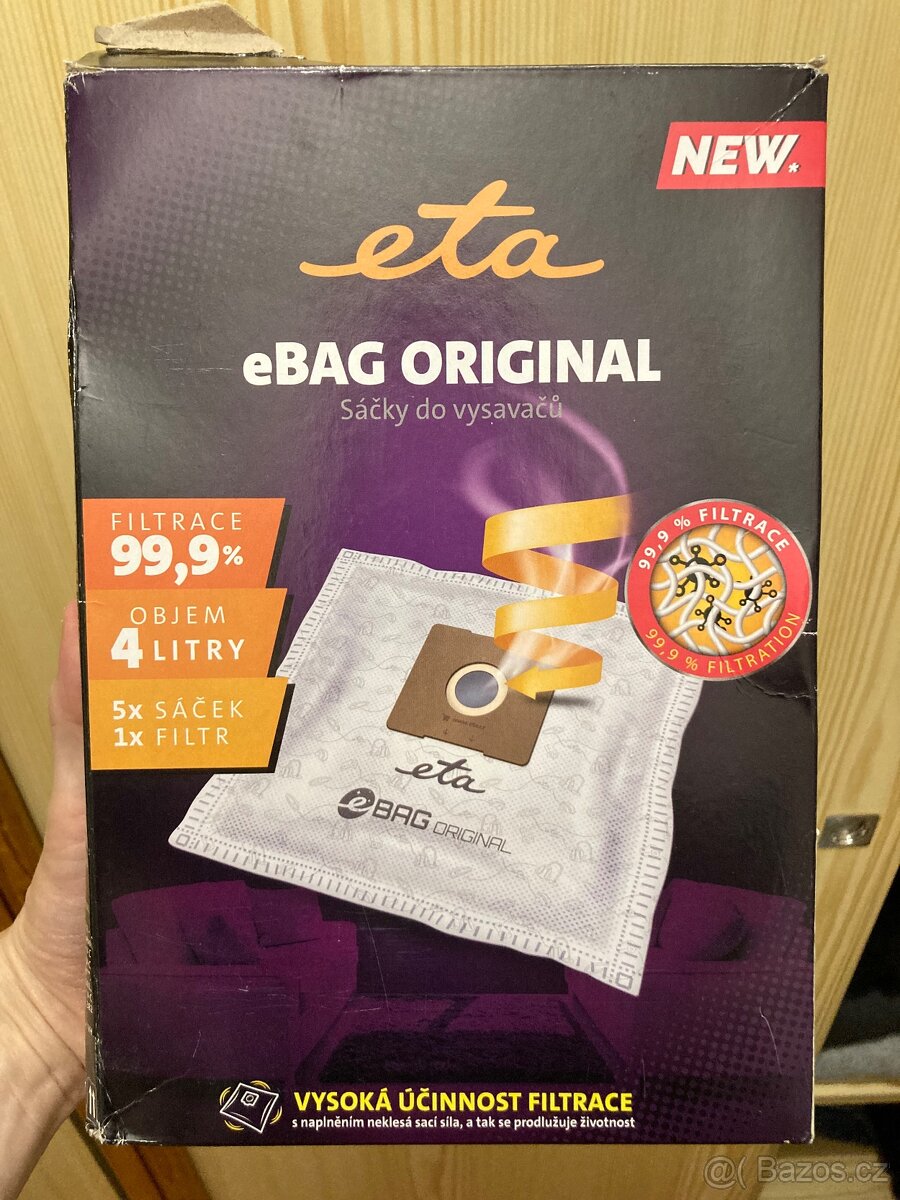 NEW.*
eta
eBAG ORIGINAL
Sáčky do vysavačů
FILTRACE
99,9%
OBJEM
4 LITRY
5x SÁČEK
1x FILTR
99,9 % FILTRACE
99,9 % FILTRATION
eta
eBAG ORIGINAL
VYSOKÁ ÚČINNOST FILTRACE
s naplněním neklesá sací síla, a tak se prodlužuje životnost
@( Bazos.cz